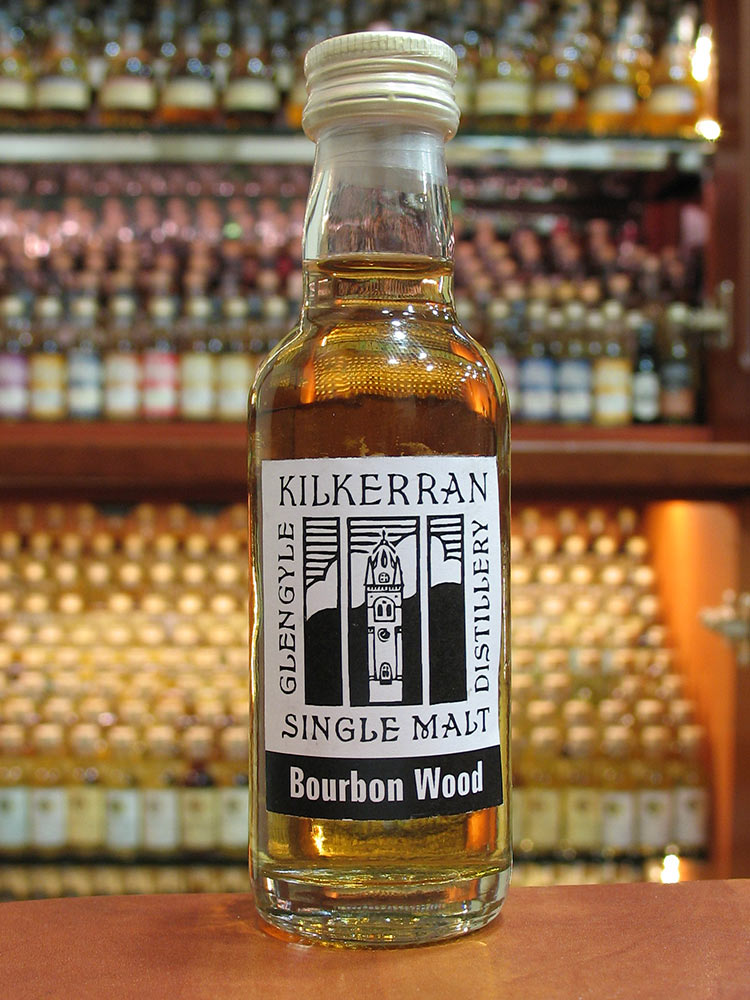 KILKERRAN
GLENGYLE
DISTILLERY
SINGLE MALT
Bourbon Wood